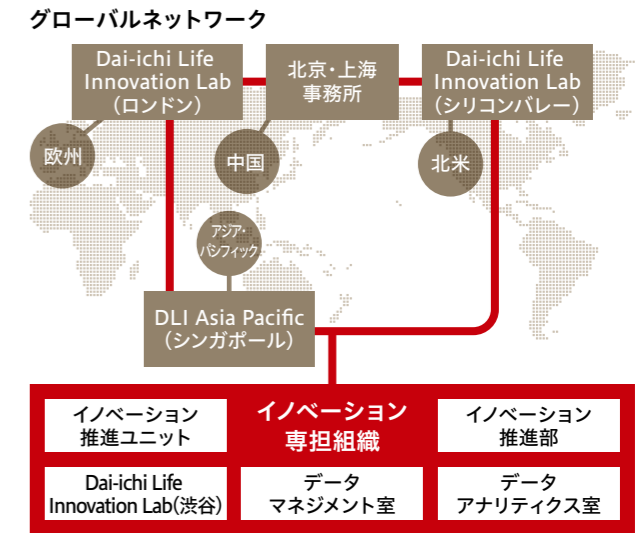 グローバルネットワーク
Dai-ichi Life
Innovation Lab
（ロンドン）
北京・上海
事務所
Dai-ichi Life
Innovation Lab
（シリコンバレー）
欧州
中国
北米
アジア・
パシフィック
DLI Asia Pacific
（シンガポール）
イノベーション
推進ユニット
イノベーション
専担組織
イノベーション
推進部
Dai-ichi Life
Innovation Lab（渋谷）
データ
マネジメント室
データ
アナリティクス室